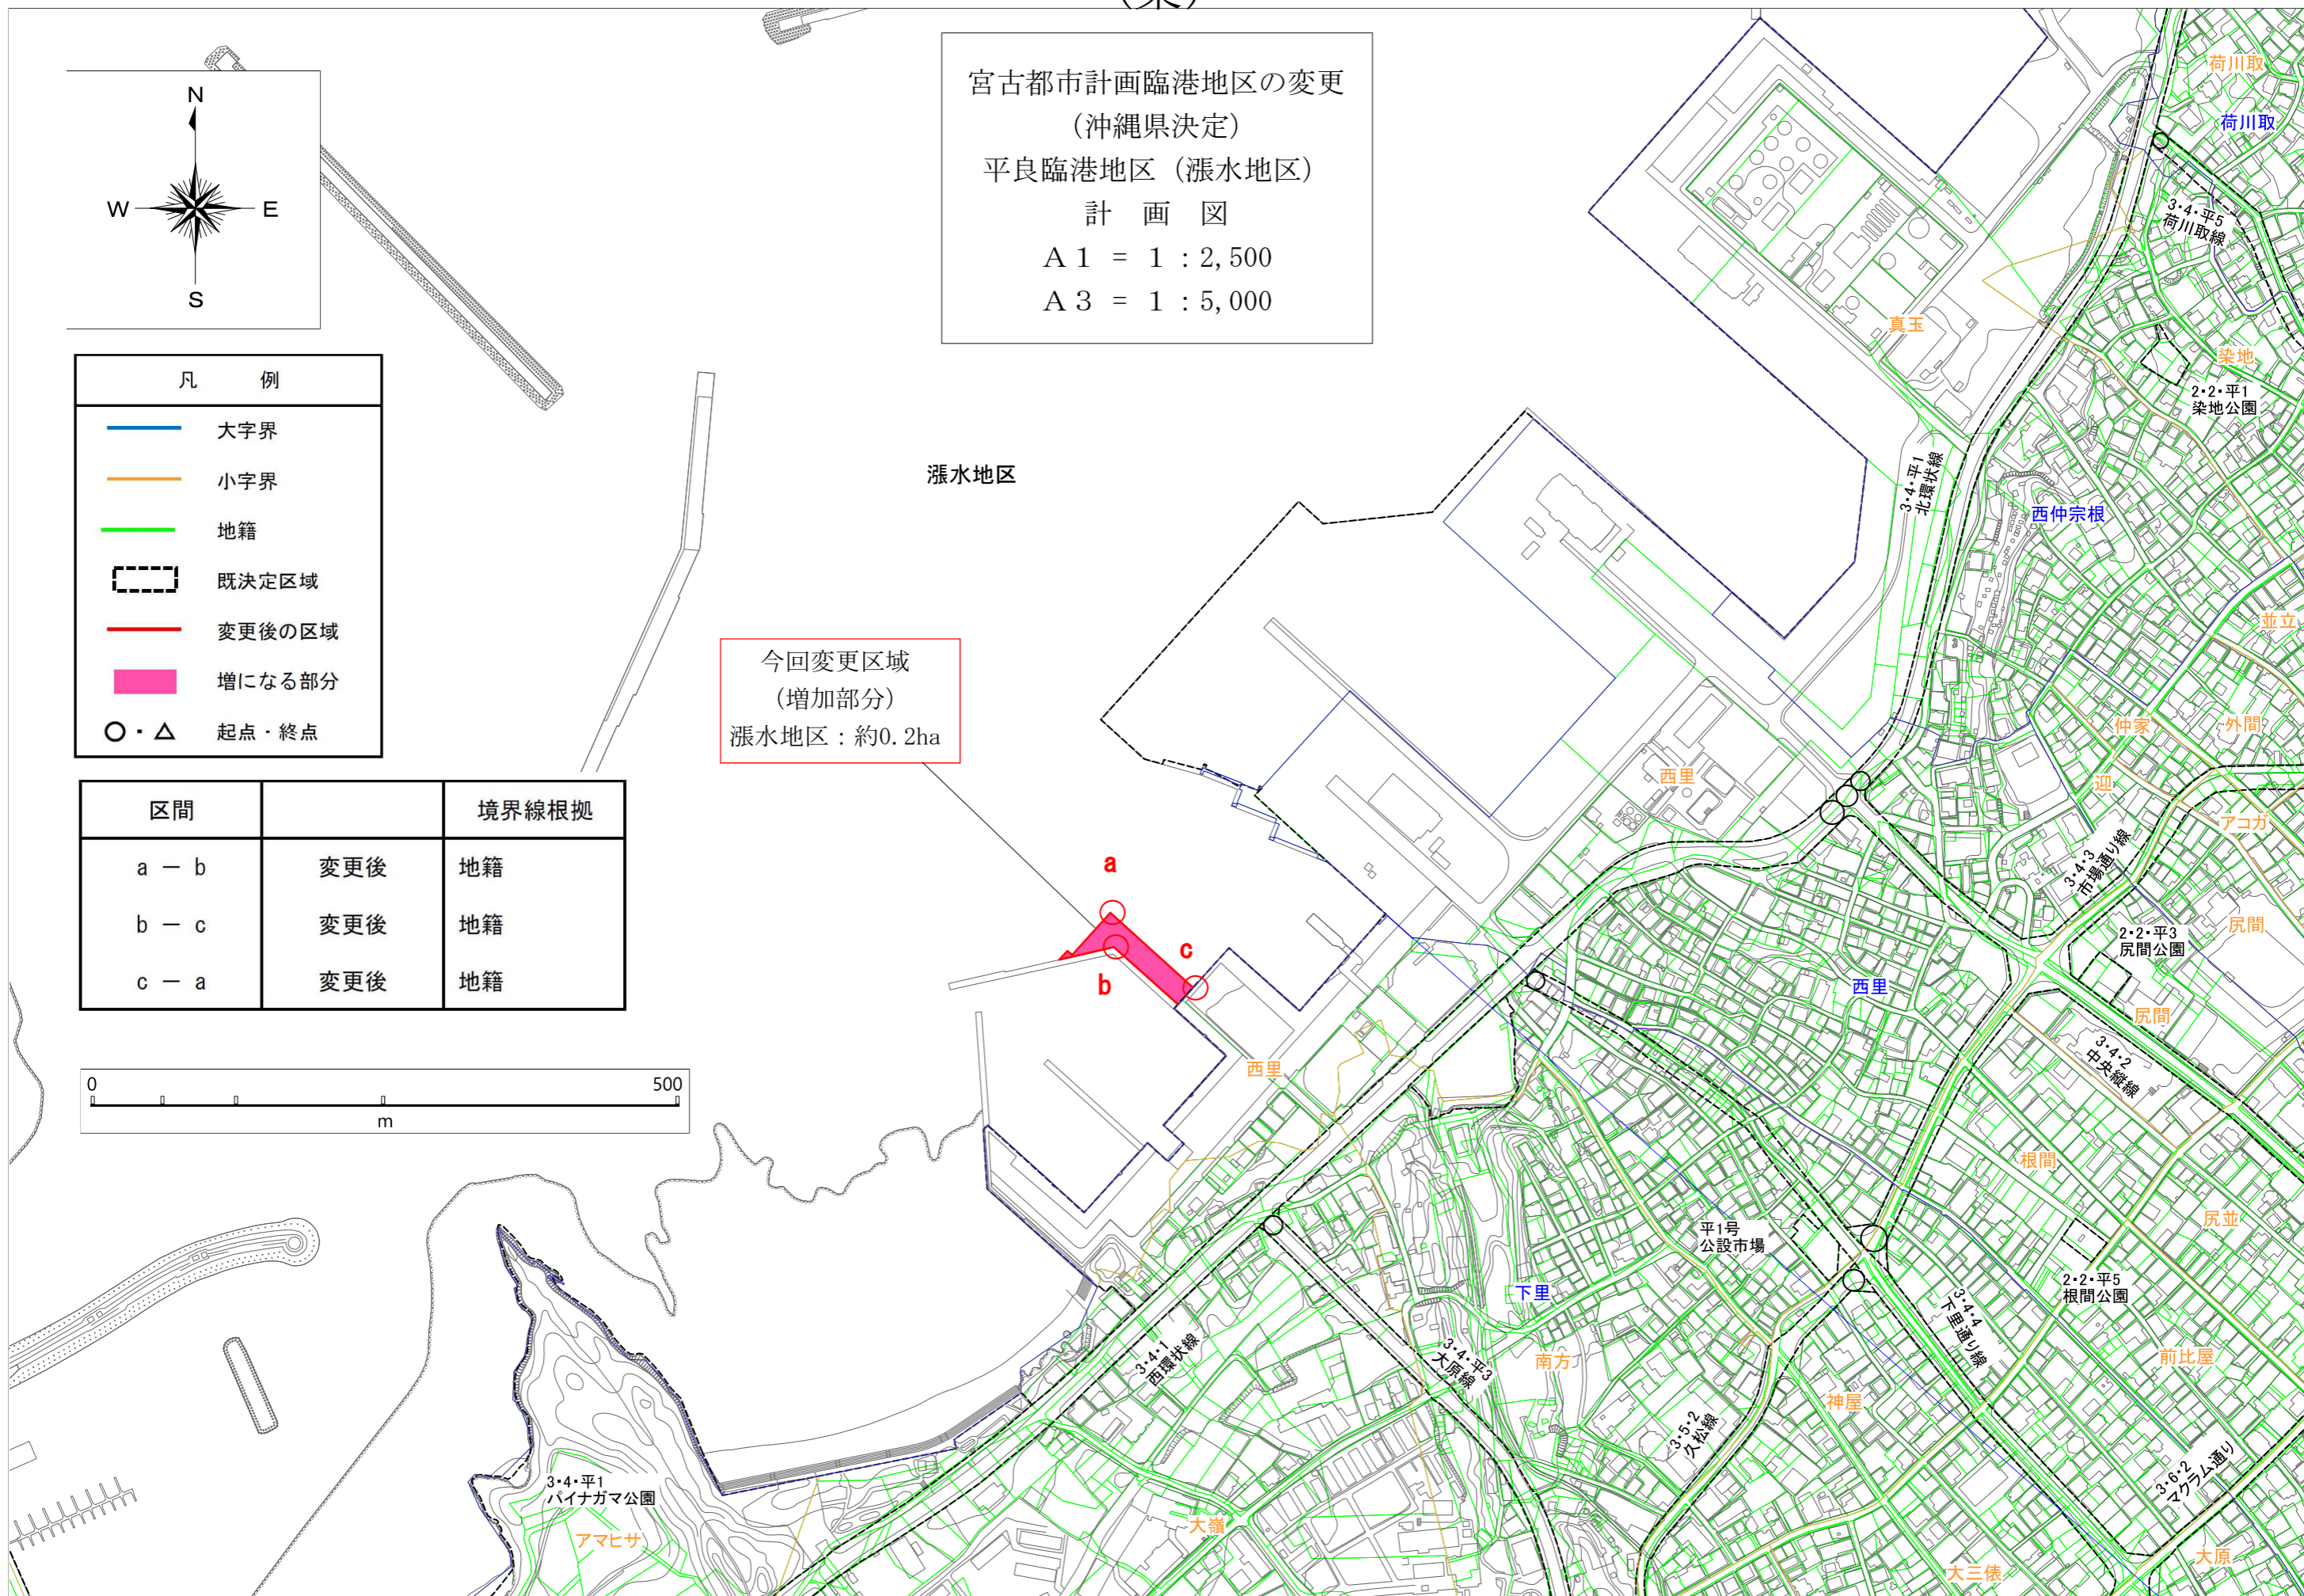 (案)
宮古都市計画臨港地区の変更
(沖縄県決定)
平良臨港地区(漲水地区)
計 画 図
A1 = 1:2,500
A3 = 1:5,000
N
W E
S
凡 例
大字界
小字界
地籍
既決定区域
変更後の区域
増になる部分
○・△ 起点・終点
区間 境界線根拠
a － b 変更後 地籍
b － c 変更後 地籍
c － a 変更後 地籍
0 500
m
漲水地区
今回変更区域
(増加部分)
漲水地区:約0.2ha
a
b
c
荷川取
荷川取
3・4・平5
荷川取線
真玉
染地
2・2・平1
染地公園
3・4・平1
北環状線
西仲宗根
並立
仲家
外間
迎
アコガ
西里
3・4・3
市場通り線
尻間
2・2・平3
尻間公園
西里
尻間
3・4・2
中央縦線
西里
根間
尻並
平1号
公設市場
2・2・平5
根間公園
下里
3・4・4
下里通り線
前比屋
3・4・1
西環状線
3・4・平3
大原線
南方
神屋
3・5・2
久松線
3・6・2
マクラム通り
3・4・平1
パイナガマ公園
アマヒサ
大嶺
大三俵
大原